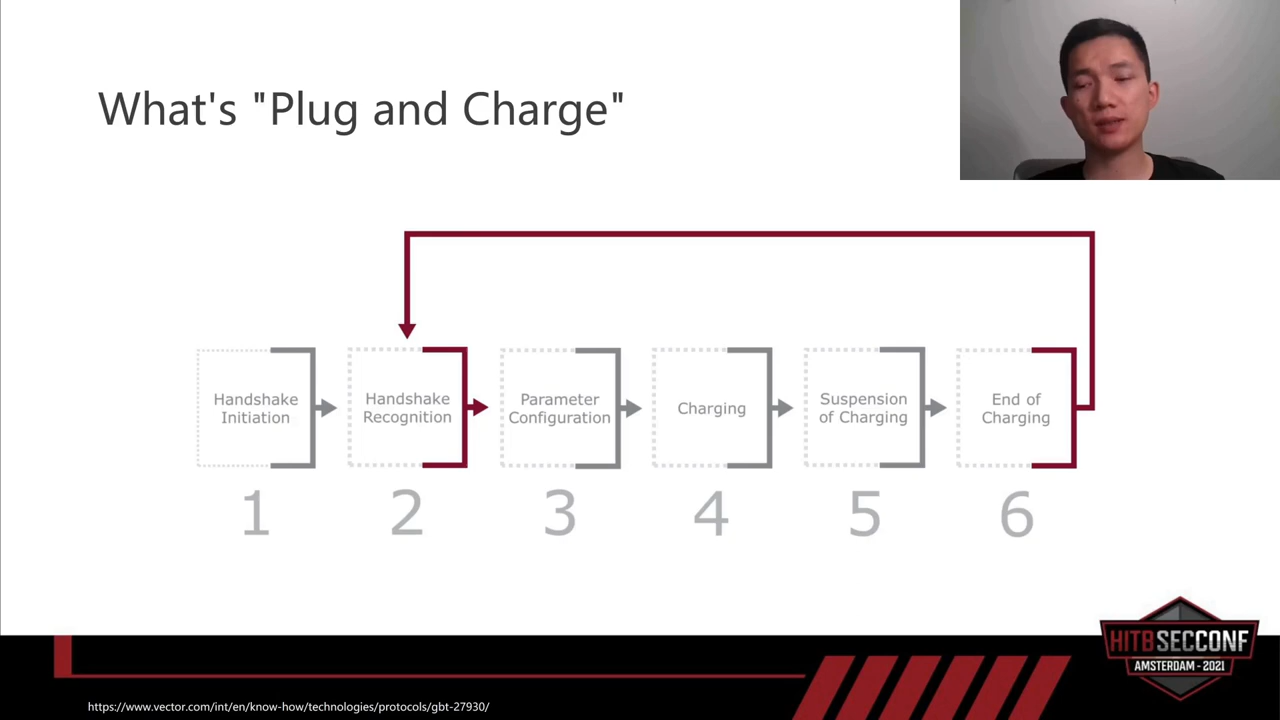 What's "Plug and Charge"
Handshake
Initiation
Handshake
Recognition
Parameter
Configuration
Charging
Suspension
of Charging
End of
Charging
1
2
3
4
5
6
HITBSECCONF
AMSTERDAM - 2021
https://www.vector.com/int/en/know-how/technologies/protocols/gbt-27930/